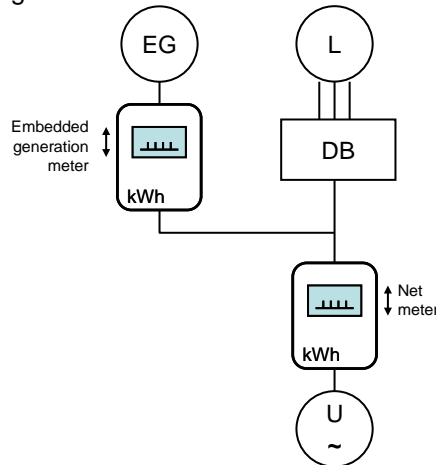 EG
L
Embedded
generation
meter
kWh
DB
Net
meter
kWh
U
~